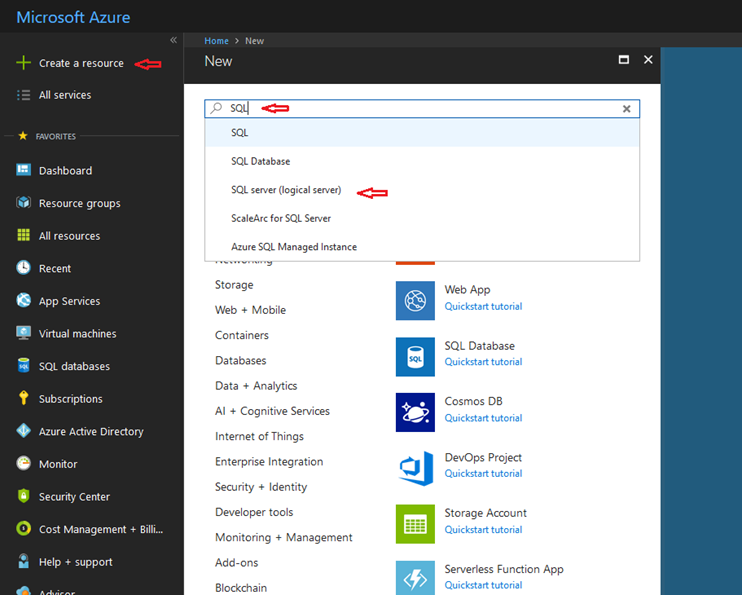 Microsoft Azure
Create a resource
All services
FAVORITES
Dashboard
Resource groups
All resources
Recent
App Services
Virtual machines
SQL databases
Subscriptions
Azure Active Directory
Monitor
Security Center
Cost Management + Billi...
Help + support
Advisor
Home > New
New
SQL
SQL
SQL Database
SQL server (logical server)
ScaleArc for SQL Server
Azure SQL Managed Instance
Networking
Storage
Web + Mobile
Containers
Databases
Data + Analytics
AI + Cognitive Services
Internet of Things
Enterprise Integration
Security + Identity
Developer tools
Monitoring + Management
Add-ons
Blockchain
Web App
Quickstart tutorial
SQL
SQL Database
Quickstart tutorial
Cosmos DB
Quickstart tutorial
DevOps Project
Quickstart tutorial
Storage Account
Quickstart tutorial
Serverless Function App
Quickstart tutorial